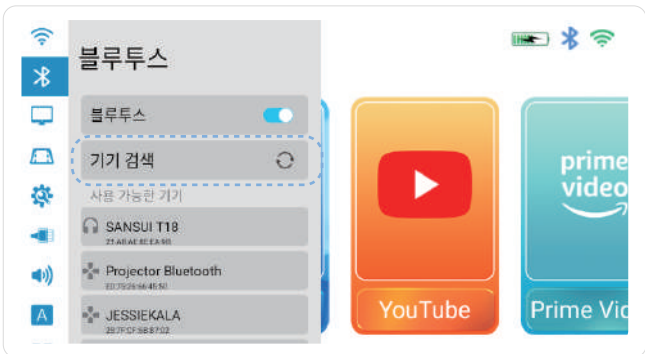 블루투스
블루투스
기기 검색
사용 가능한 기기
SANSUI T18
Projector Bluetooth
JESSIEKALA
A
YouTube
prime
video
Prime Vid